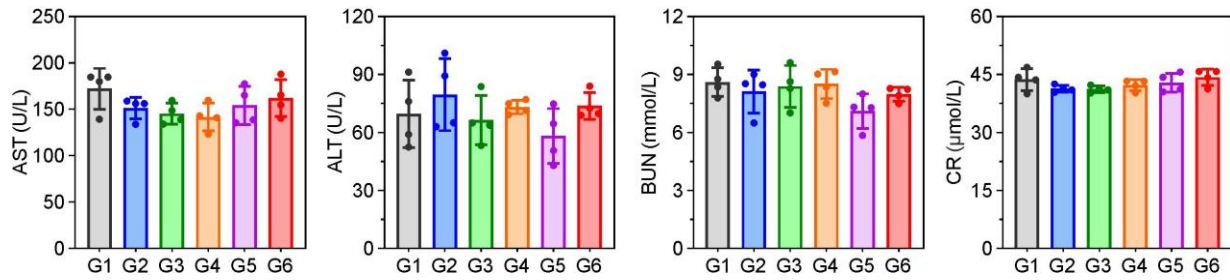 AST (U/L)
250
200
150
100
50
0
G1 G2 G3 G4 G5 G6
ALT (U/L)
120
90
60
30
0
G1 G2 G3 G4 G5 G6
BUN (mmol/L)
12
9
6
3
0
G1 G2 G3 G4 G5 G6
CR (μmol/L)
60
45
30
15
0
G1 G2 G3 G4 G5 G6